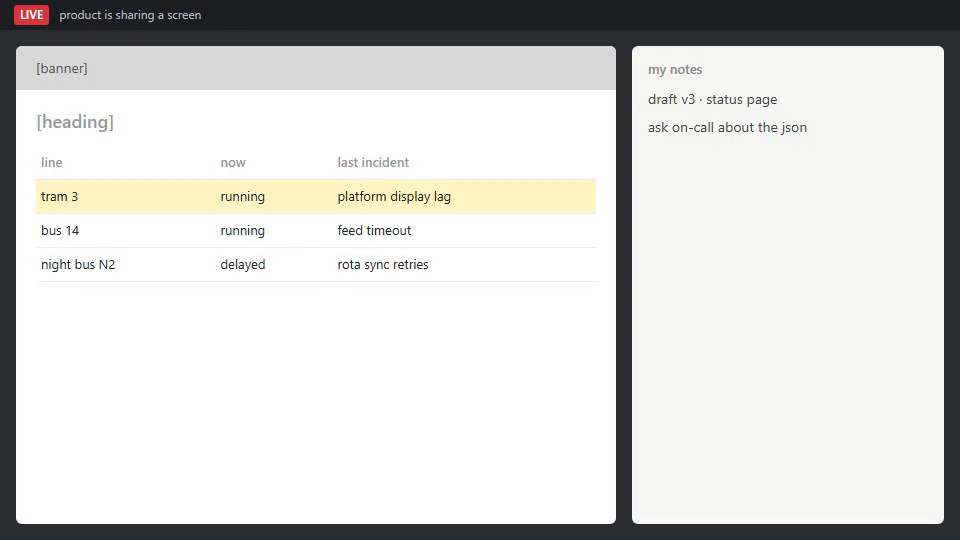 LIVE product is sharing a screen
[banner]
[heading]
line now last incident
tram 3 running platform display lag
bus 14 running feed timeout
night bus N2 delayed rota sync retries
my notes
draft v3 · status page
ask on-call about the json